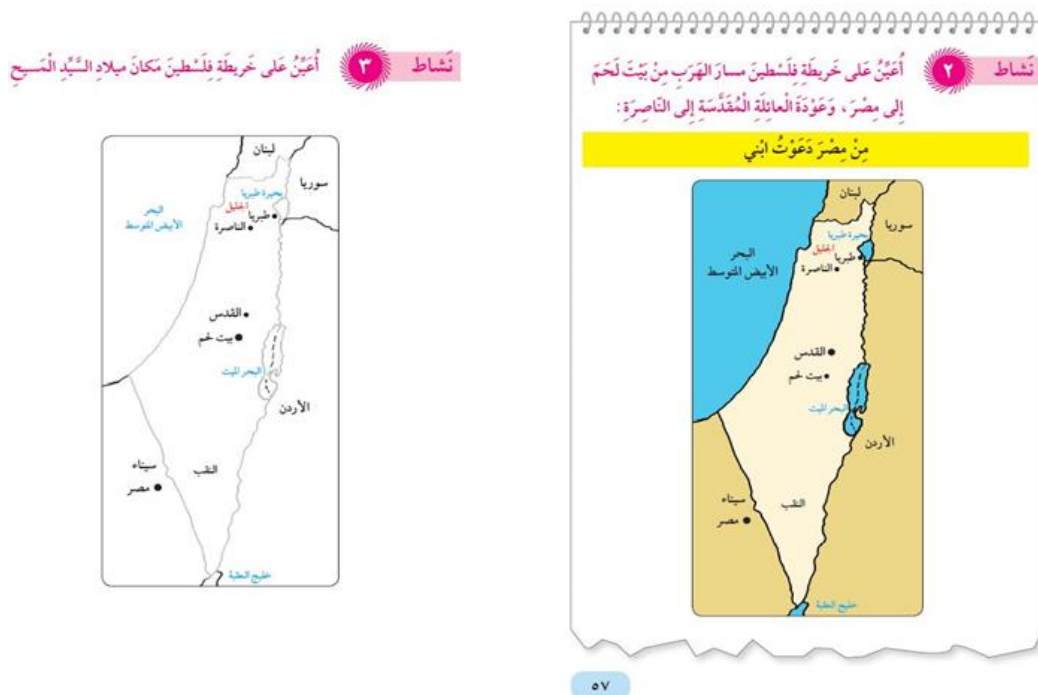 نَشاط ٢ أُعَيِّنُ عَلى خَريطَةِ فِلَسْطينَ مسارَ الهَرَبِ مِنْ بَيْتَ لَحَم
إلى مِصْرَ، وَعَوْدَةَ الْعائِلَةِ الْمُقَدَّسَةِ إلى النّاصِرَةِ:
مِنْ مِصْرَ دَعَوْتُ ابْني
لبنان
سوريا
بحيرة طبريا
الجليل
طبريا
الناصرة
البحر
الأبيض المتوسط
القدس
بيت لحم
البحر الميت
الأردن
النقب
سيناء
مصر
خليج العقبة
٥٧
نَشاط ٣ أُعَيِّنُ عَلى خَريطَةِ فِلَسْطينَ مَكانَ ميلادِ السَّيِّدِ الْمَسيحِ
لبنان
سوريا
بحيرة طبريا
الجليل
طبريا
الناصرة
البحر
الأبيض المتوسط
القدس
بيت لحم
البحر الميت
الأردن
النقب
سيناء
مصر
خليج العقبة